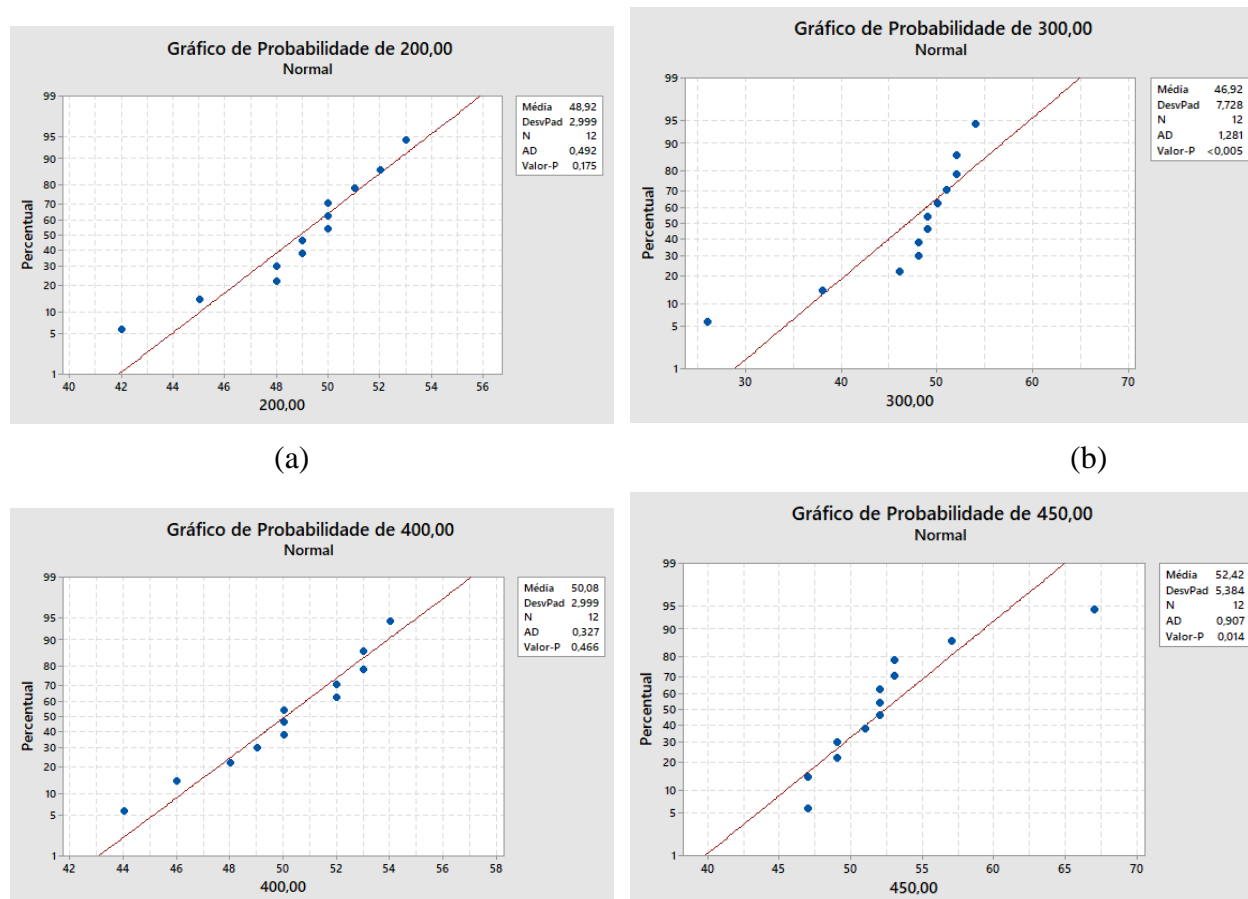 Gráfico de Probabilidade de 200,00
Normal
99
95
90
80
70
60
50
40
30
20
10
5
1
Percentual
40 42 44 46 48 50 52 54 56
200,00
Média 48,92
DesvPad 2,999
N 12
AD 0,492
Valor-P 0,175
(a)
Gráfico de Probabilidade de 300,00
Normal
99
95
90
80
70
60
50
40
30
20
10
5
1
Percentual
30 40 50 60 70
300,00
Média 46,92
DesvPad 7,728
N 12
AD 1,281
Valor-P <0,005
(b)
Gráfico de Probabilidade de 400,00
Normal
99
95
90
80
70
60
50
40
30
20
10
5
1
Percentual
42 44 46 48 50 52 54 56 58
400,00
Média 50,08
DesvPad 2,999
N 12
AD 0,327
Valor-P 0,466
Gráfico de Probabilidade de 450,00
Normal
99
95
90
80
70
60
50
40
30
20
10
5
1
Percentual
40 45 50 55 60 65 70
450,00
Média 52,42
DesvPad 5,384
N 12
AD 0,907
Valor-P 0,014